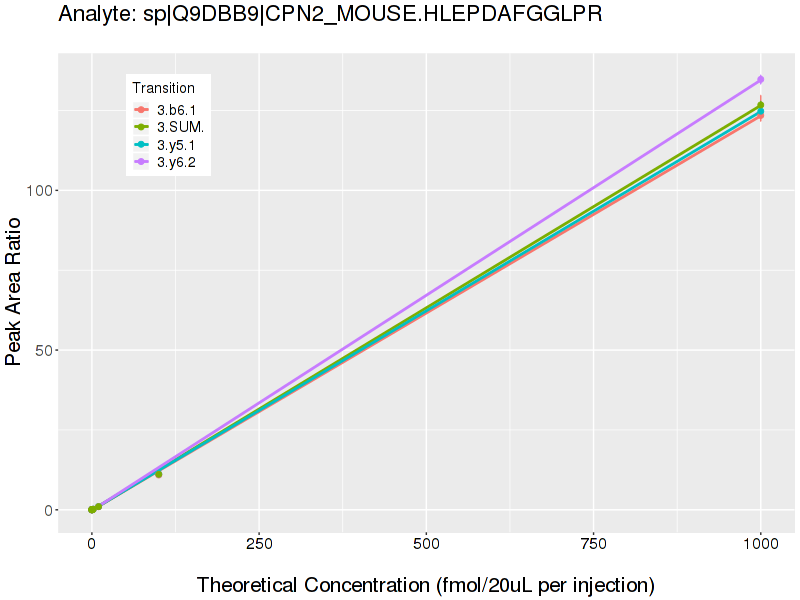 Analyte: sp|Q9DBB9|CPN2_MOUSE.HLEPDAFGGLPR
Transition
3.b6.1
3.SUM.
3.y5.1
3.y6.2
100
50
0
Peak Area Ratio
0 250 500 750 1000
Theoretical Concentration (fmol/20uL per injection)